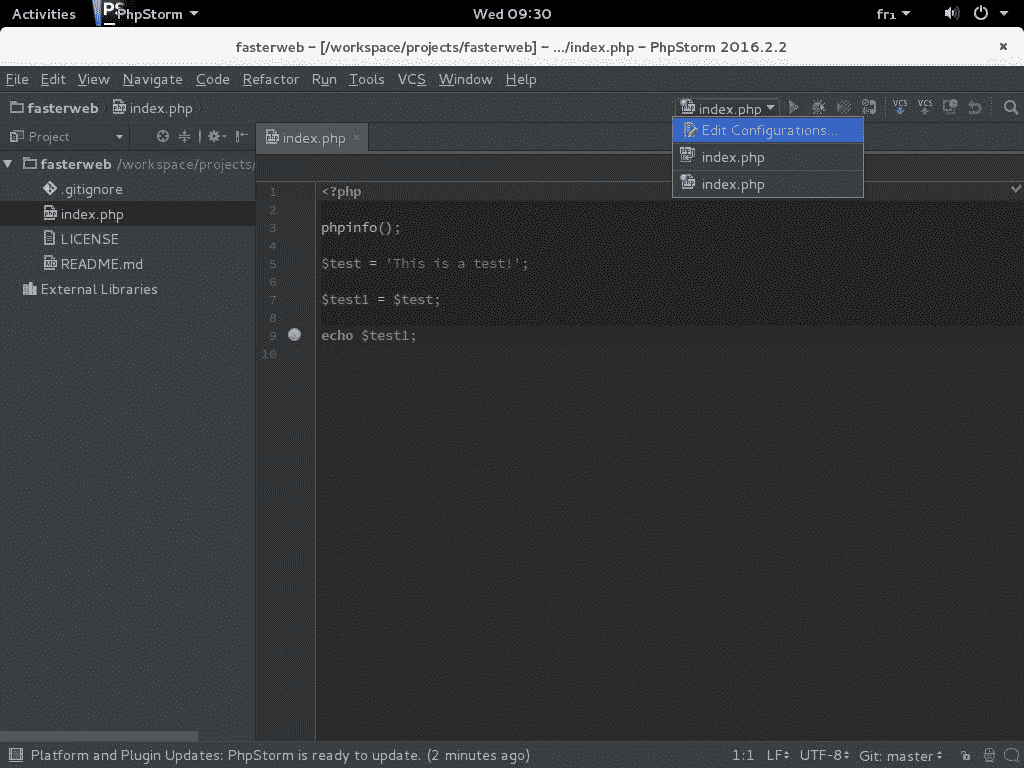 Activities PS PhpStorm Wed 09:30 fr1
fasterweb – [/workspace/projects/fasterweb] – .../index.php – PhpStorm 2016.2.2 ×
File Edit View Navigate Code Refactor Run Tools VCS Window Help
fasterweb index.php index.php VCS VCS
Project index.php ×
Edit Configurations...
index.php
index.php
fasterweb /workspace/projects/
.gitignore
index.php
LICENSE
README.md
External Libraries
1 <?php
2
3 phpinfo();
4
5 $test = 'This is a test!';
6
7 $test1 = $test;
8
9 echo $test1;
10
Platform and Plugin Updates: PhpStorm is ready to update. (2 minutes ago) 1:1 LF÷ UTF-8÷ Git: master÷